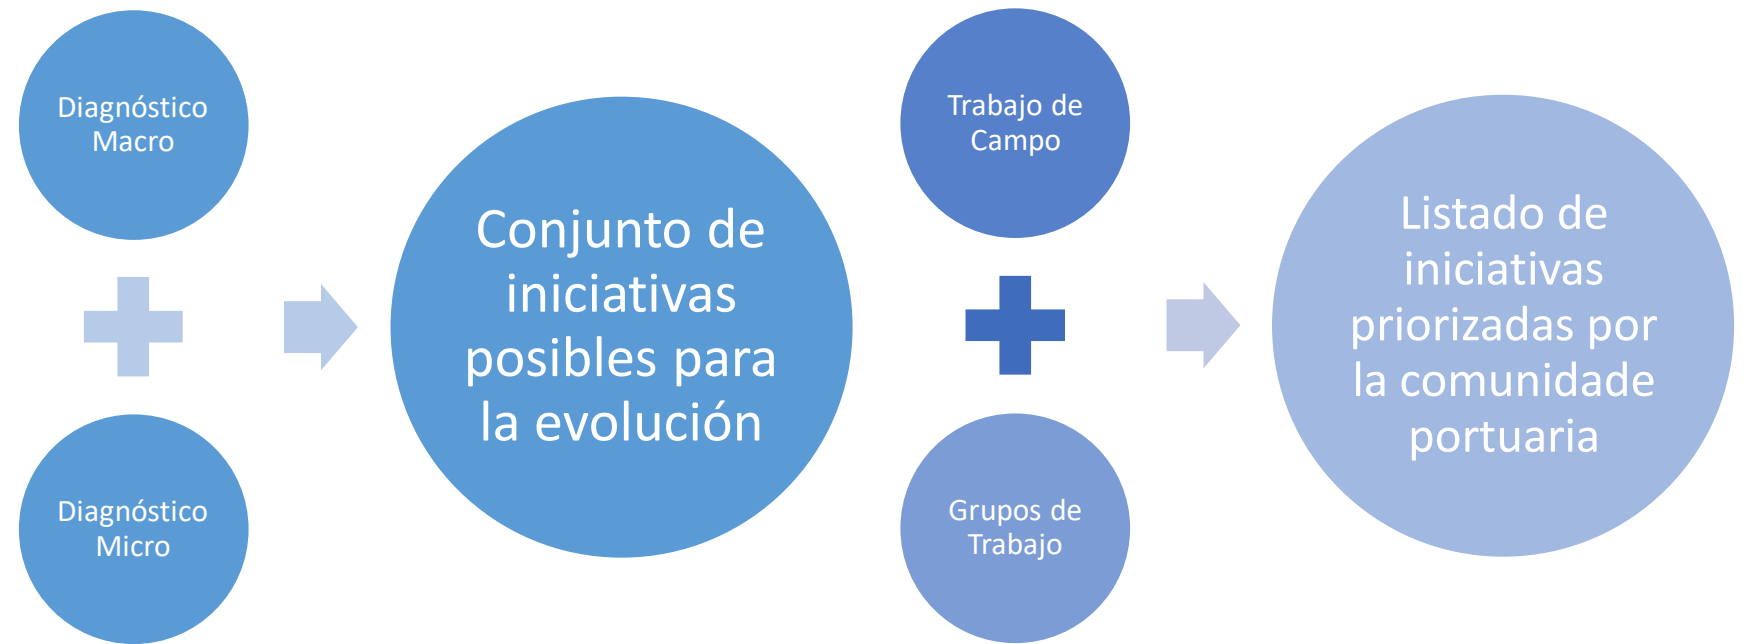 Diagnóstico
Macro
Diagnóstico
Micro
Conjunto de
iniciativas
posibles para
la evolución
Trabajo de
Campo
Grupos de
Trabajo
Listado de
iniciativas
priorizadas por
la comunidade
portuaria